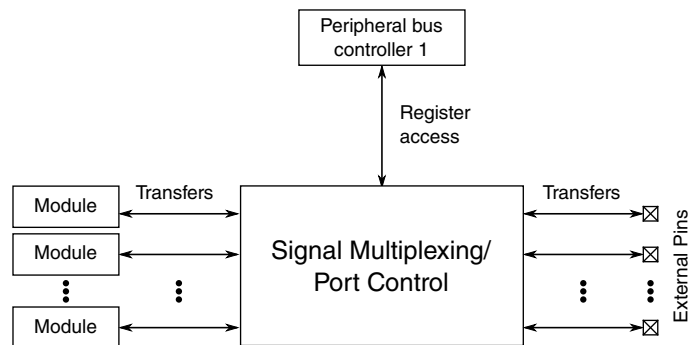 Peripheral bus
controller 1
Register
access
Transfers
Transfers
Module
Module
Module
Signal Multiplexing/
Port Control
External Pins